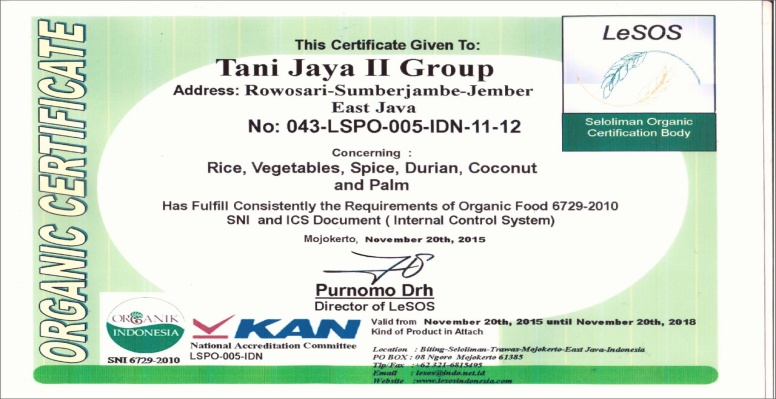 ORGANIC CERTIFICATE
This Certificate Given To:
Tani Jaya II Group
Address: Rowosari-Sumberjambe-Jember
East Java
No: 043-LSPO-005-IDN-11-12
LeSOS
Seloliman Organic
Certification Body
Concerning :
Rice, Vegetables, Spice, Durian, Coconut
and Palm
Has Fulfill Consistently the Requirements of Organic Food 6729-2010
SNI and ICS Document ( Internal Control System)
Mojokerto, November 20th, 2015
Purnomo Drh
Director of LeSOS
ORGANIK
INDONESIA
SNI 6729-2010
KAN
National Accreditation Committee
LSPO-005-IDN
Valid from November 20th, 2015 until November 20th, 2018
Kind of Product in Attach
Location : Biting-Seloliman-Trawas-Mojokerto-East Java-Indonesia
PO BOX : 08 Ngoro Mojokerto 61385
Tlp/Fax :+62 321-6815495
Email : lesos@indo.net.id
Website :www.lesosindonesia.com